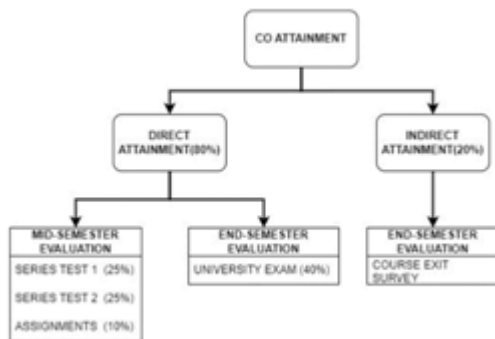 CO ATTAINMENT
DIRECT
ATTAINMENT(80%)
INDIRECT
ATTAINMENT(20%)
MID-SEMESTER
EVALUATION
SERIES TEST 1 (25%)
SERIES TEST 2 (25%)
ASSIGNMENTS (10%)
END-SEMESTER
EVALUATION
UNIVERSITY EXAM (40%)
END-SEMESTER
EVALUATION
COURSE EXIT
SURVEY